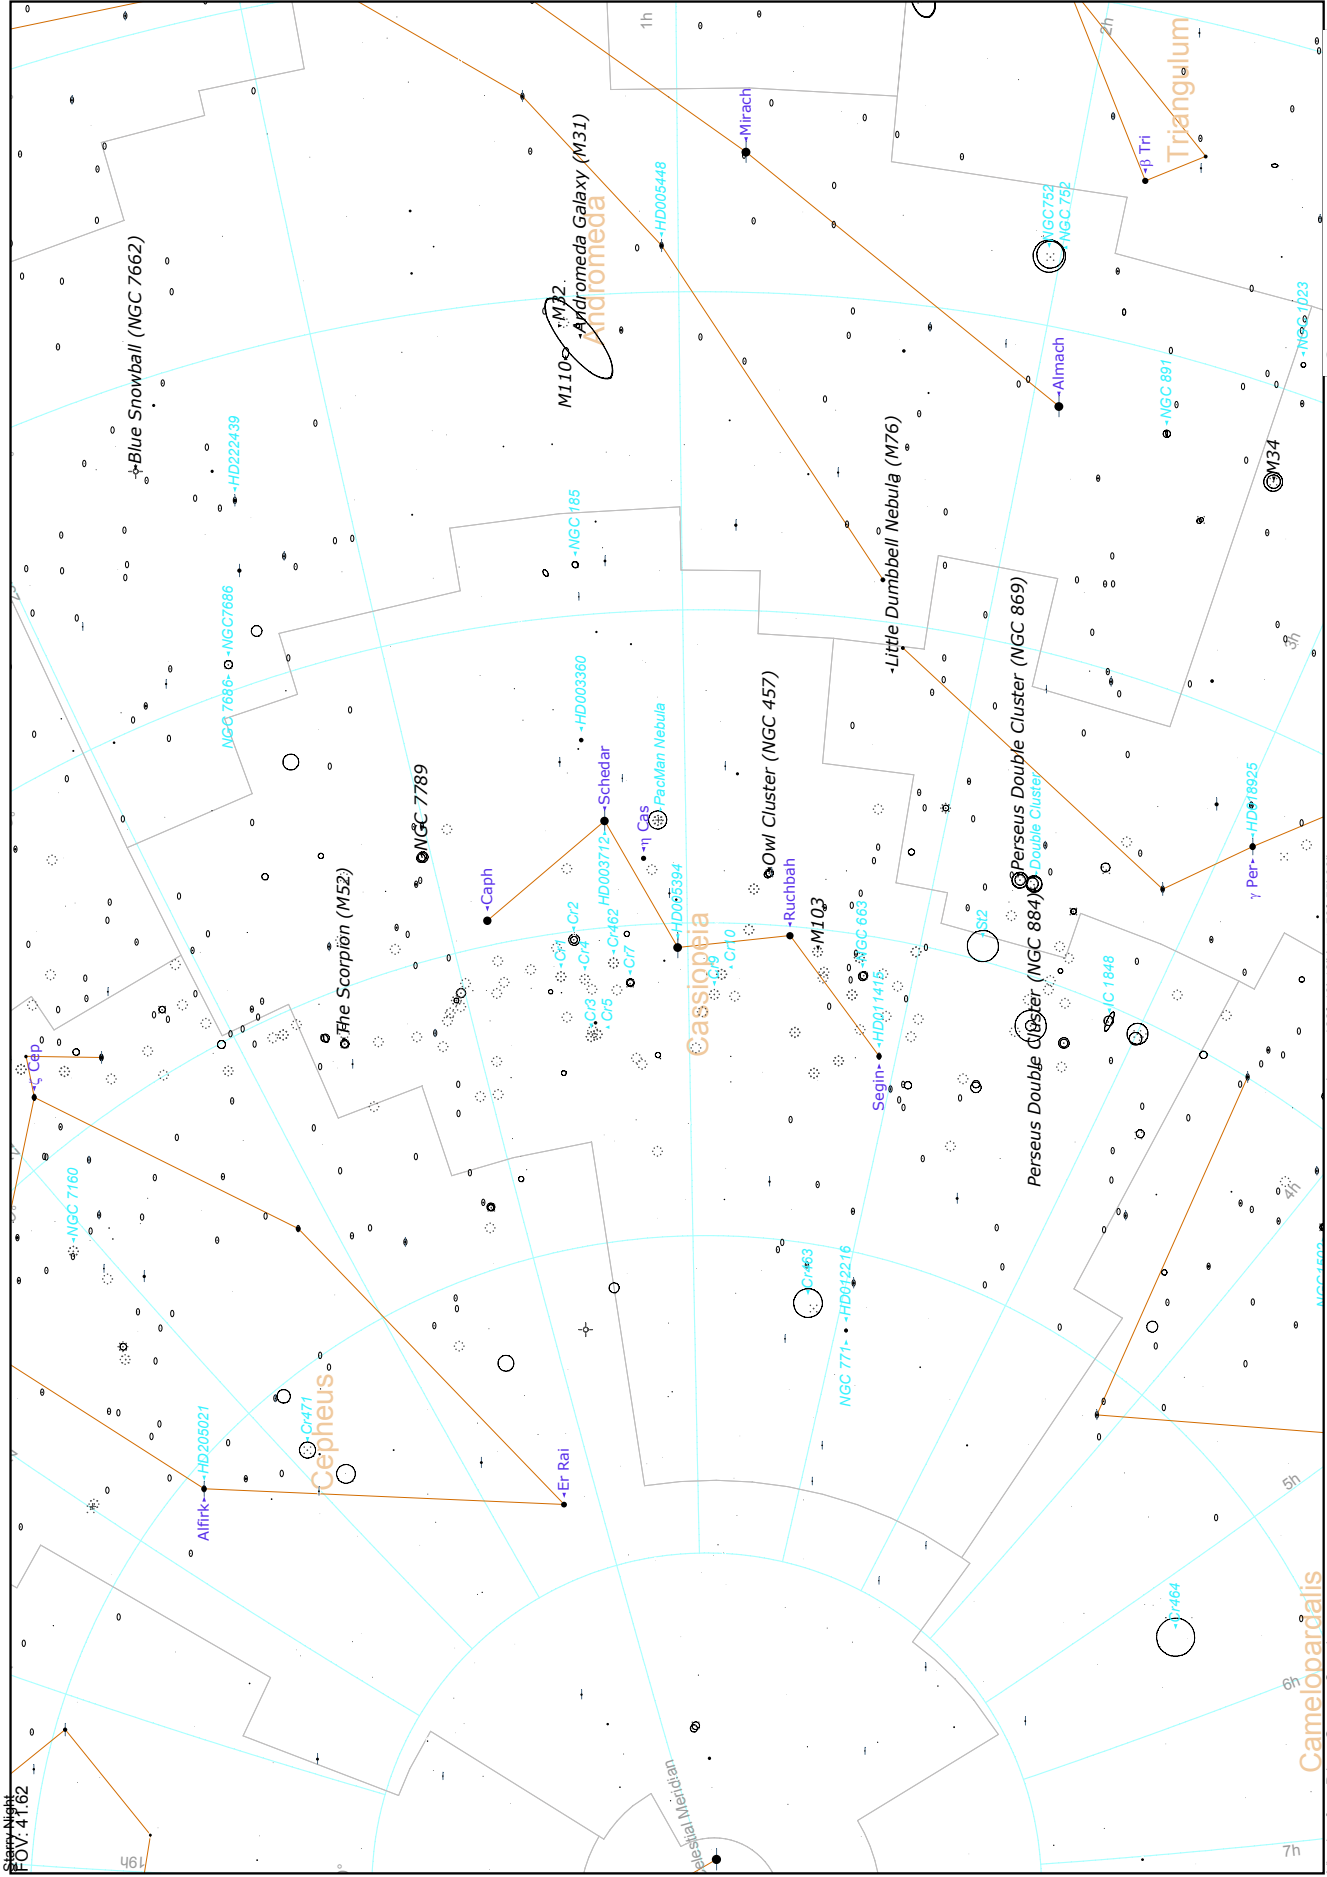 1h
2h
Triangulum
Mirach
β Tri
Andromeda Galaxy (M31)
Andromeda
HD005448
NGC752
NGC 752
Blue Snowball (NGC 7662)
M32
M110
NGC 1023
Almach
NGC 891
HD222439
M34
Little Dumbbell Nebula (M76)
NGC 185
NGC7686
NGC 7686
3h
HD003360
PacMan Nebula
Owl Cluster (NGC 457)
Perseus Double Cluster (NGC 869)
Double Cluster
NGC 7789
Schedar
HD003712
η Cas
HD018925
γ Per
The Scorpion (M52)
Caph
HD005394
Ruchbah
M103
NGC 663
St2
Perseus Double Cluster (NGC 884)
Cr1
Cr2
Cr4
Cr462
Cr7
Cr3
Cr5
Cassiopeia
Cr9
Cr10
HD011415
Segin
IC 1848
ζ Cep
NGC 7160
4h
Cr463
HD012216
NGC 771
Cepheus
Cr471
HD205021
Alfirk
Er Rai
5h
Cr464
Camelopardalis
6h
Celestial Meridian
7h
19h
Starry Night
FOV: 41.62